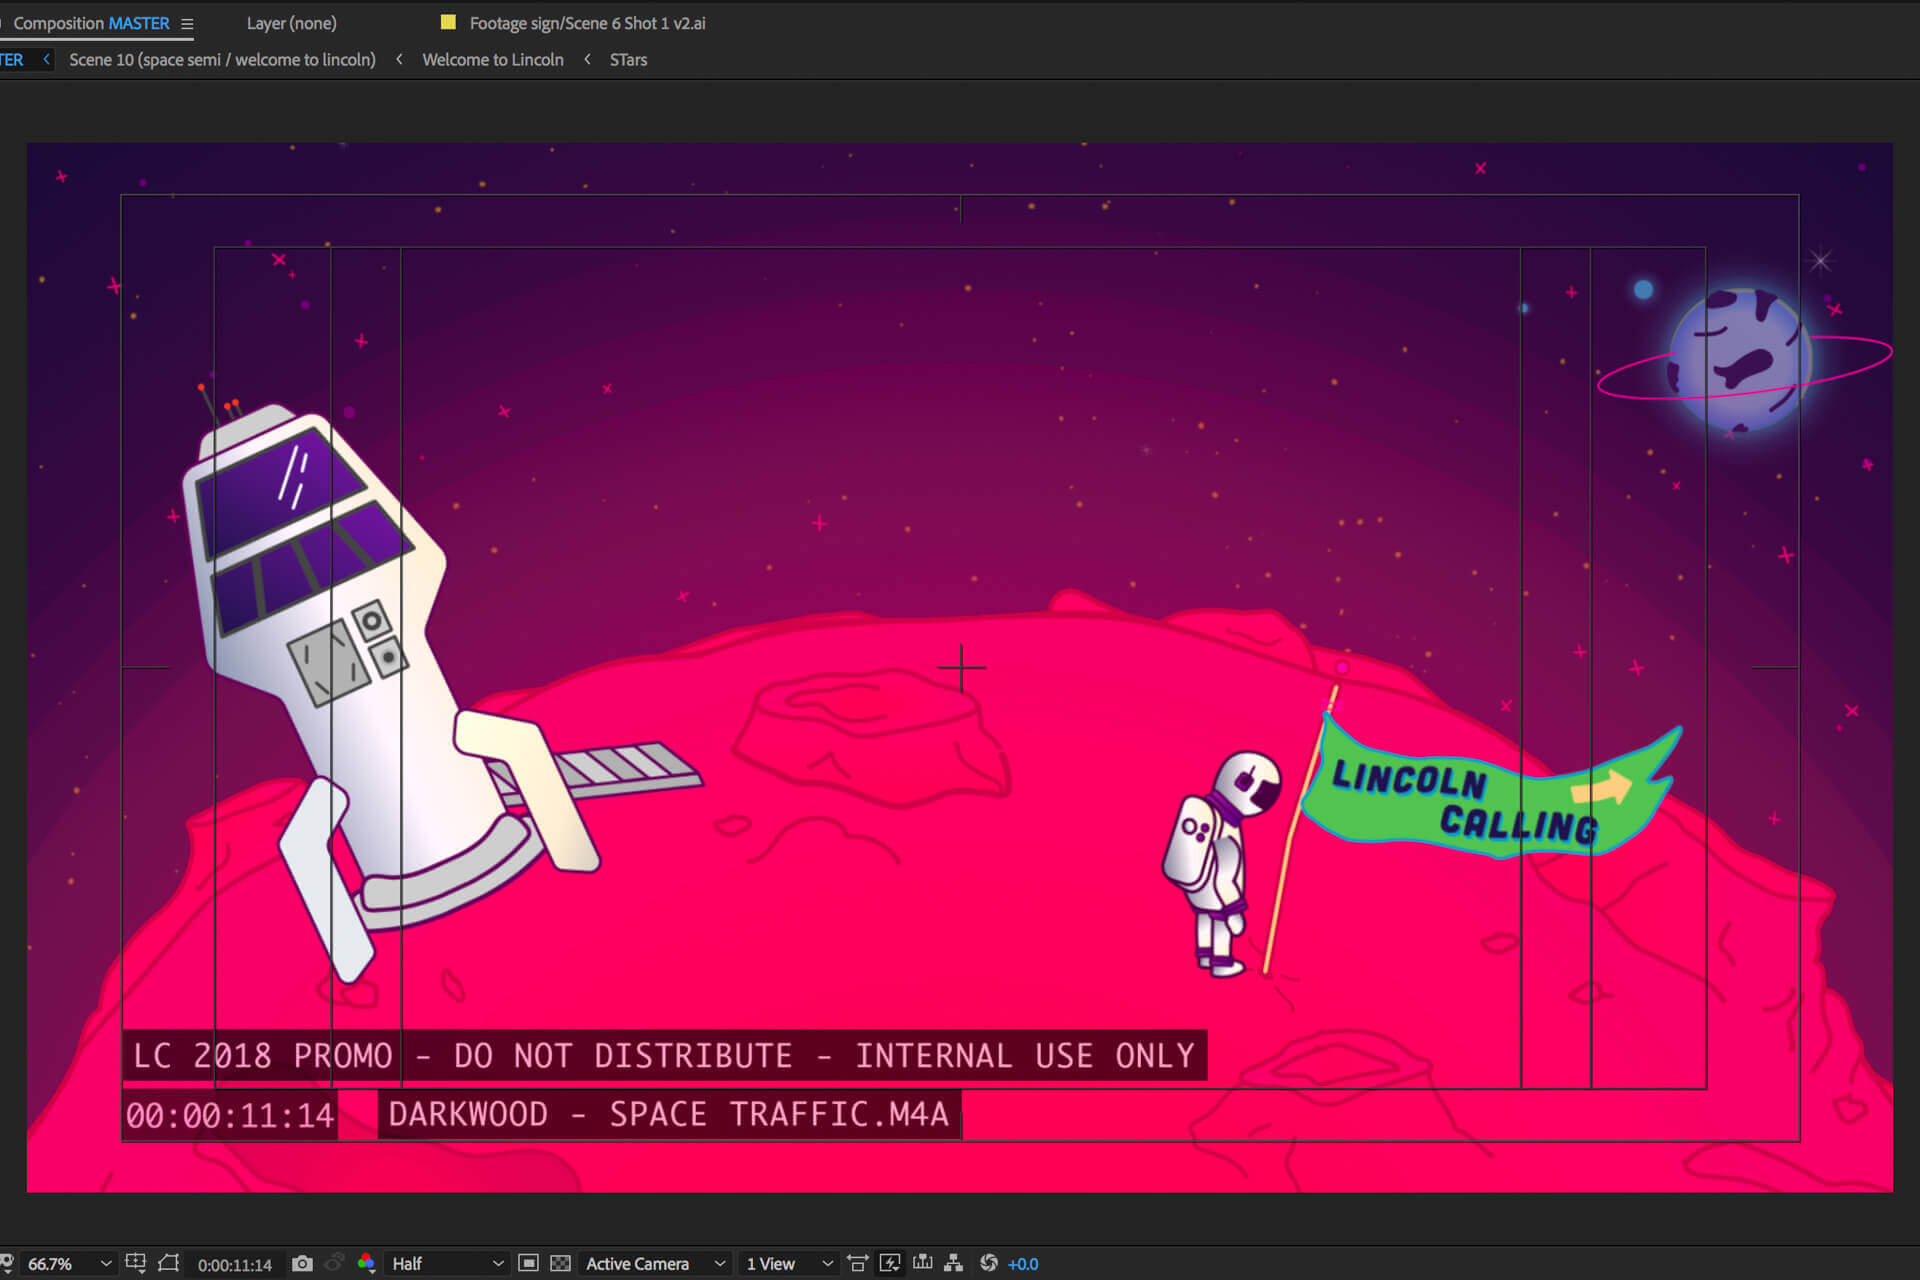 Composition MASTER
Layer (none)
Footage sign/Scene 6 Shot 1 v2.ai
TER
Scene 10 (space semi / welcome to lincoln)
Welcome to Lincoln
STars
LINCOLN
CALLING
LC 2018 PROMO - DO NOT DISTRIBUTE - INTERNAL USE ONLY
00:00:11:14
DARKWOOD - SPACE TRAFFIC.M4A
66.7%
0:00:11:14
Half
Active Camera
1 View
+0.0